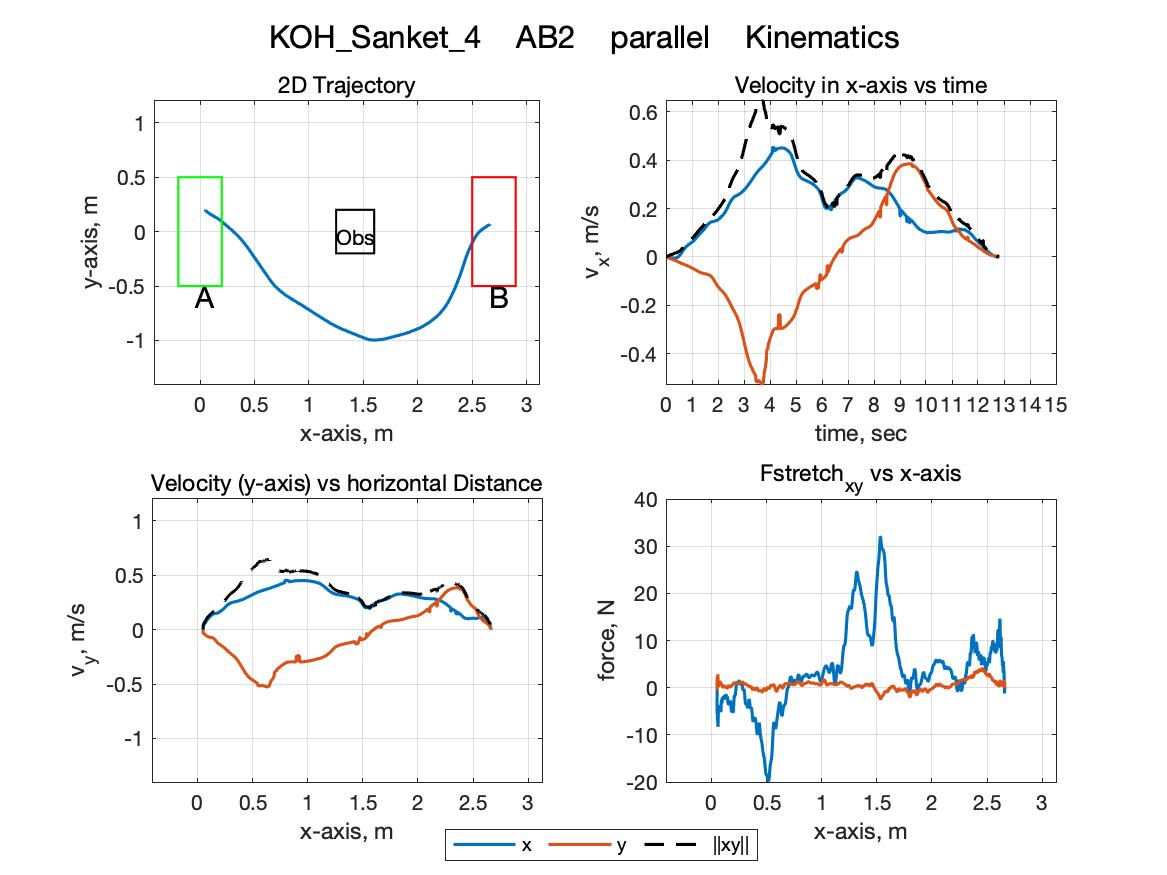 KOH_Sanket_4 AB2 parallel Kinematics
2D Trajectory
1
0.5
0
-0.5
-1
y-axis, m
Obs
A
B
0 0.5 1 1.5 2 2.5 3
x-axis, m
Velocity in x-axis vs time
0.6
0.4
0.2
0
-0.2
-0.4
v_x, m/s
0 1 2 3 4 5 6 7 8 9 10 11 12 13 14 15
time, sec
Velocity (y-axis) vs horizontal Distance
1
0.5
0
-0.5
-1
v_y, m/s
0 0.5 1 1.5 2 2.5 3
x-axis, m
Fstretch_xy vs x-axis
40
30
20
10
0
-10
-20
force, N
0 0.5 1 1.5 2 2.5 3
x-axis, m
x y ||xy||